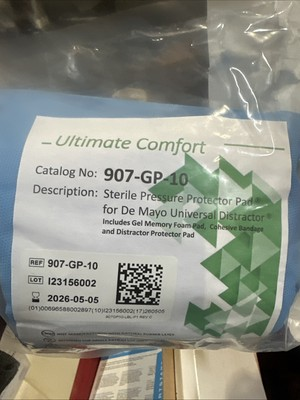 Ultimate Comfort
Catalog No: 907-GP-10
Description: Sterile Pressure Protector Pad®
for De Mayo Universal Distractor®
Includes Gel Memory Foam Pad, Cohesive Bandage
and Distractor Protector Pad
REF 907-GP-10
LOT I23156002
2026-05-05